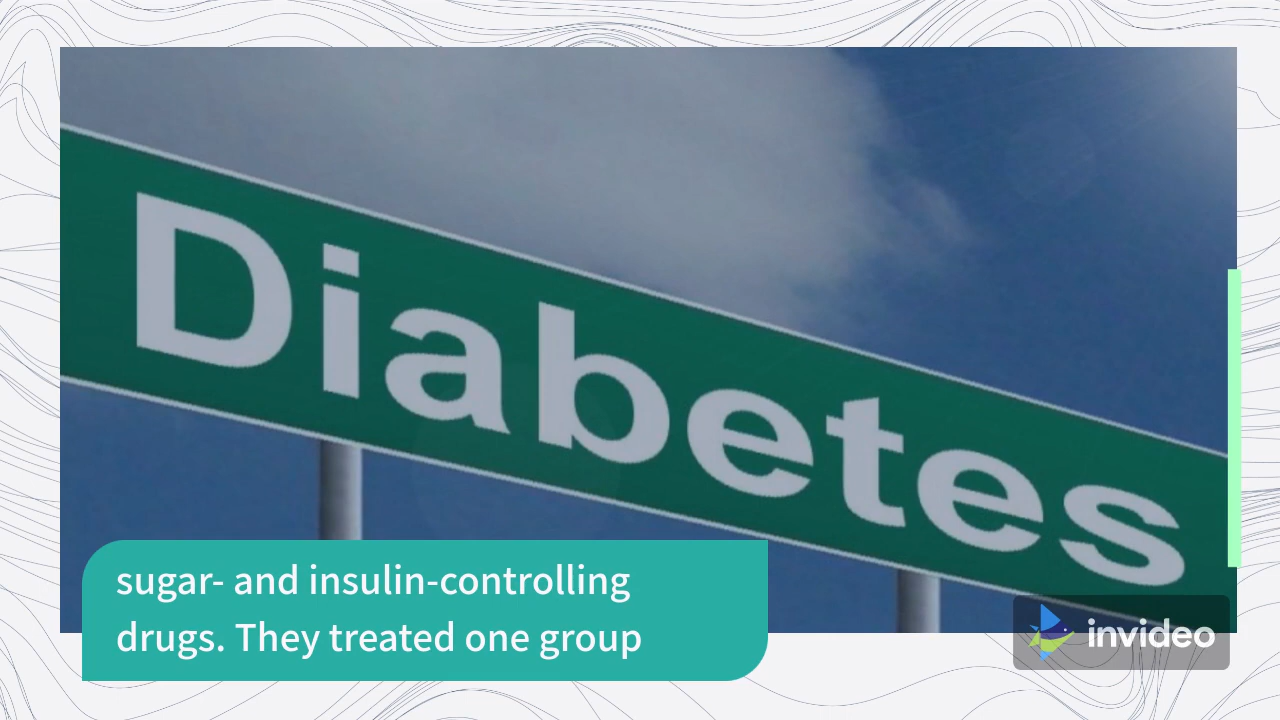 Diabetes
sugar- and insulin-controlling
drugs. They treated one group
invideo